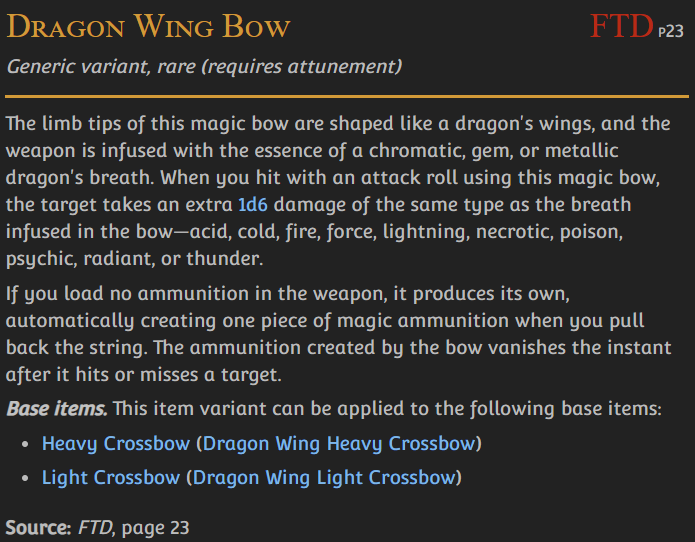 Dragon Wing Bow FTD P23
Generic variant, rare (requires attunement)
The limb tips of this magic bow are shaped like a dragon's wings, and the
weapon is infused with the essence of a chromatic, gem, or metallic
dragon's breath. When you hit with an attack roll using this magic bow,
the target takes an extra 1d6 damage of the same type as the breath
infused in the bow—acid, cold, fire, force, lightning, necrotic, poison,
psychic, radiant, or thunder.
If you load no ammunition in the weapon, it produces its own,
automatically creating one piece of magic ammunition when you pull
back the string. The ammunition created by the bow vanishes the instant
after it hits or misses a target.
Base items. This item variant can be applied to the following base items:
• Heavy Crossbow (Dragon Wing Heavy Crossbow)
• Light Crossbow (Dragon Wing Light Crossbow)
Source: FTD, page 23